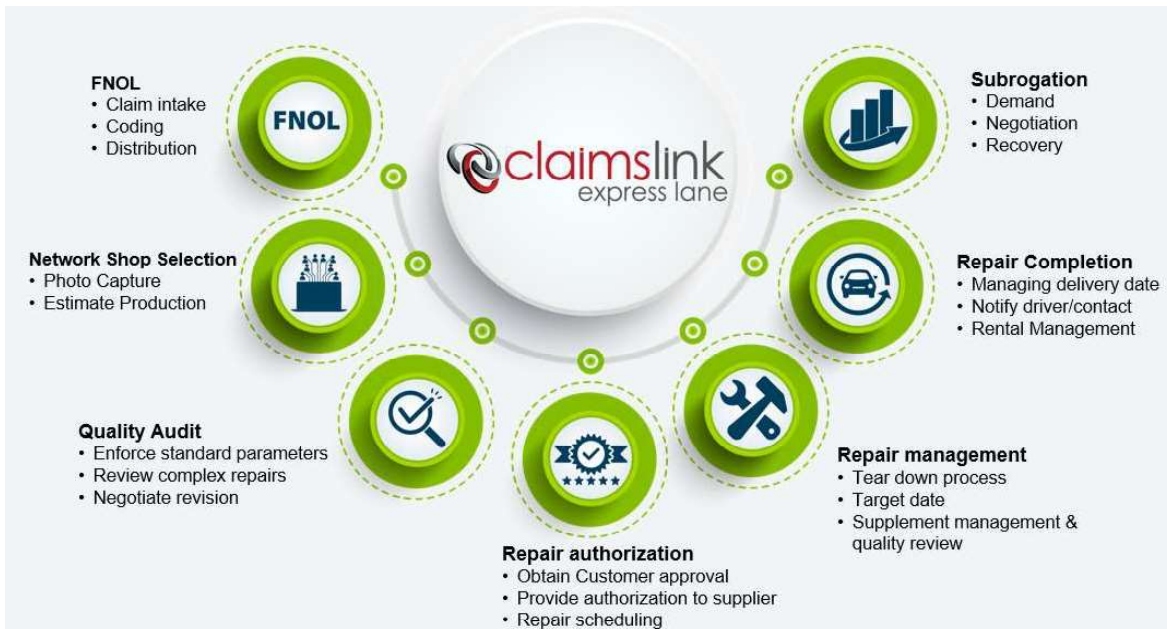 FNOL
• Claim intake
• Coding
• Distribution
FNOL
Network Shop Selection
• Photo Capture
• Estimate Production
Quality Audit
• Enforce standard parameters
• Review complex repairs
• Negotiate revision
Repair authorization
• Obtain Customer approval
• Provide authorization to supplier
• Repair scheduling
Repair management
• Tear down process
• Target date
• Supplement management &
quality review
Repair Completion
• Managing delivery date
• Notify driver/contact
• Rental Management
Subrogation
• Demand
• Negotiation
• Recovery
claimslink
express lane